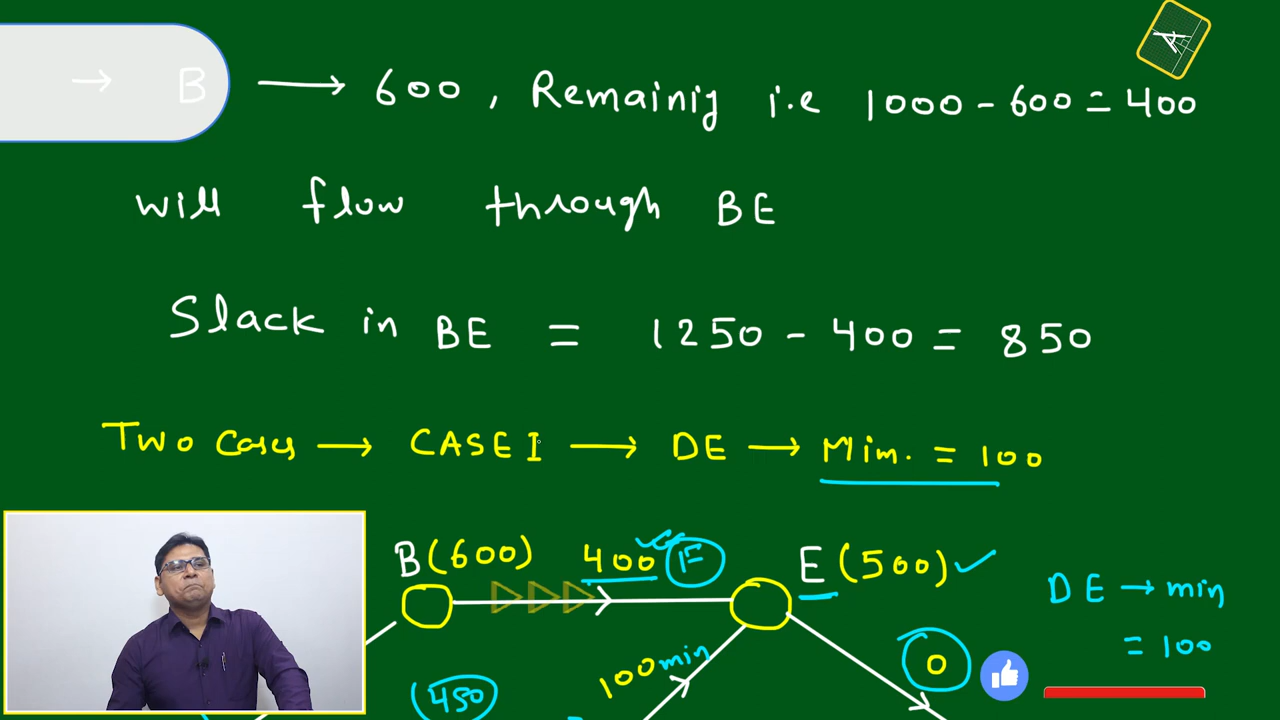 A
→ B → 600, Remainig i.e 1000 - 600 = 400
will flow through BE
Slack in BE = 1250 - 400 = 850
Two Cases → CASE I → DE → Min. = 100
B (600) 400 F E (500)
DE → min
= 100
100 min
0
450